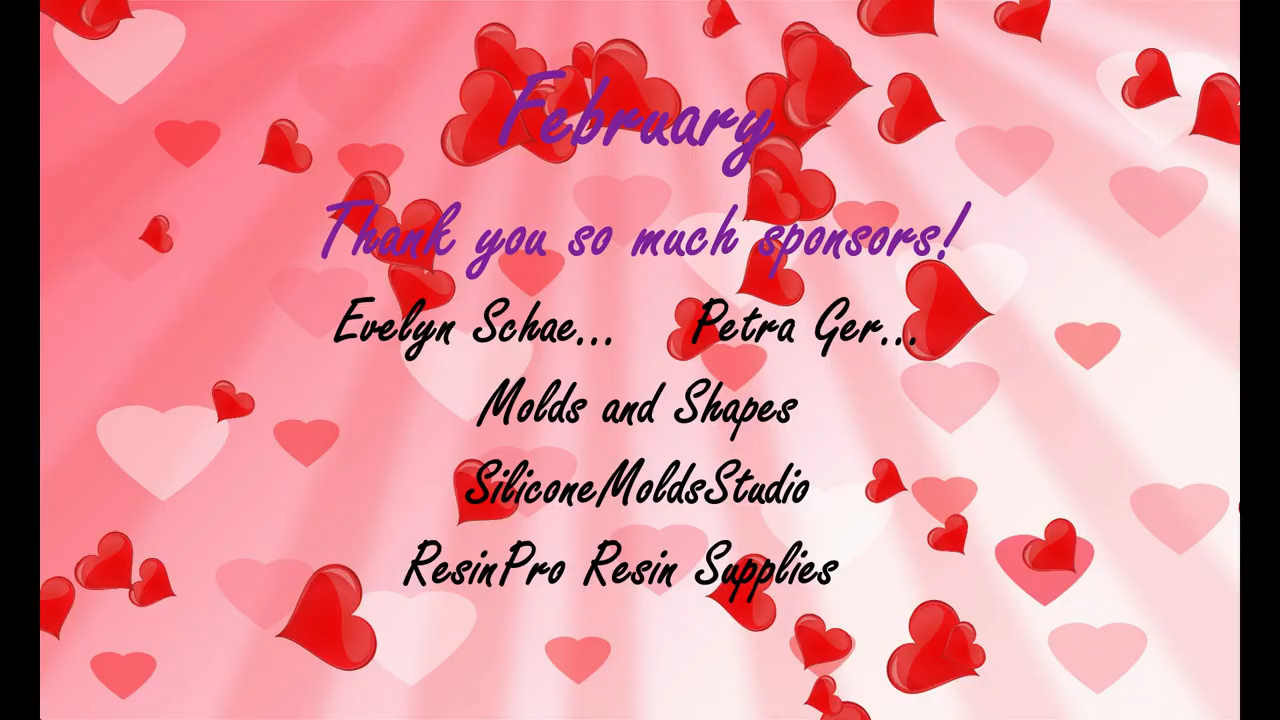 February
Thank you so much sponsors!
Evelyn Schae... Petra Ger...
Molds and Shapes
SiliconeMoldsStudio
ResinPro Resin Supplies